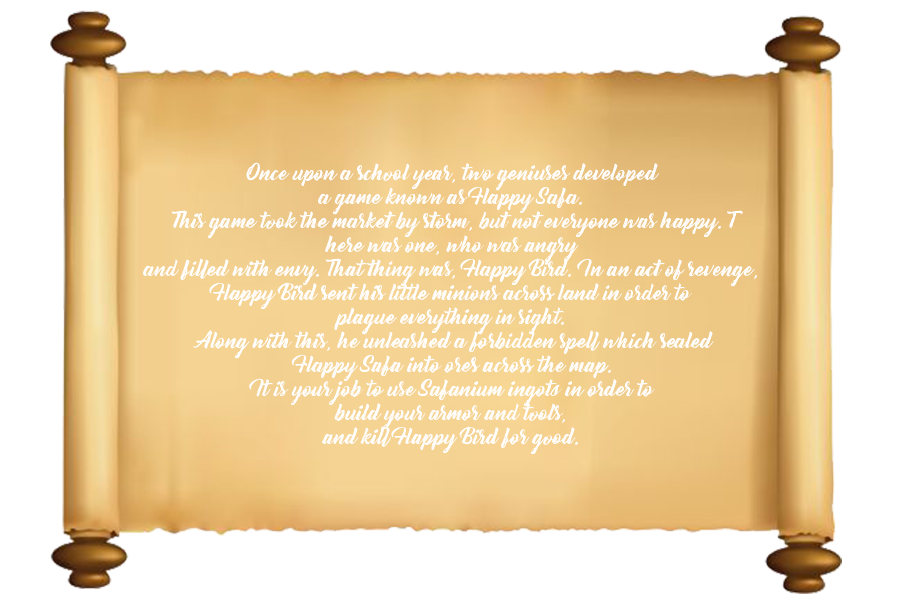 Once upon a school year, two geniuses developed
a game known as Happy Safa.
This game took the market by storm, but not everyone was happy. T
here was one, who was angry
and filled with envy. That thing was, Happy Bird. In an act of revenge,
Happy Bird sent his little minions across land in order to
plague everything in sight.
Along with this, he unleashed a forbidden spell which sealed
Happy Safa into ores across the map.
It is your job to use Safanium ingots in order to
build your armor and tools,
and kill Happy Bird for good.